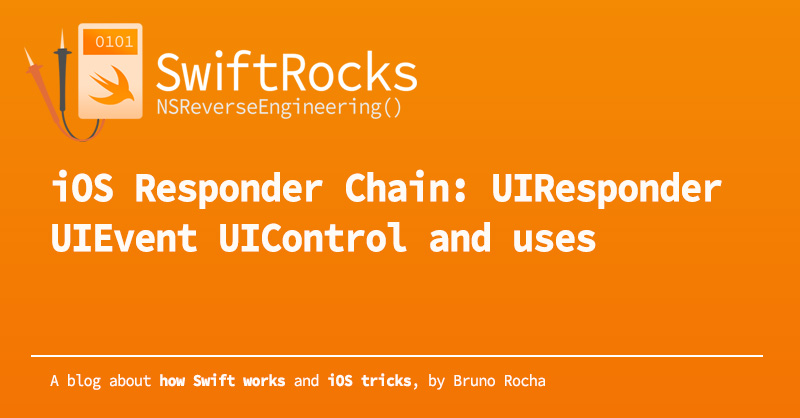 0101
SwiftRocks
NSReverseEngineering()
iOS Responder Chain: UIResponder
UIEvent UIControl and uses
A blog about how Swift works and iOS tricks, by Bruno Rocha